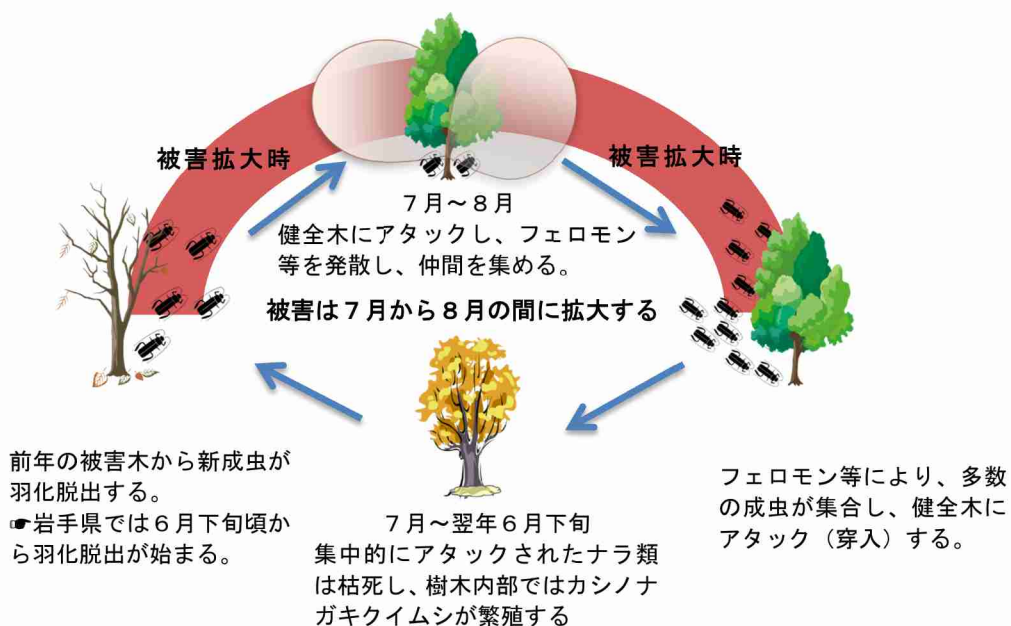 被害拡大時
被害拡大時
７月～８月
健全木にアタックし、フェロモン
等を発散し、仲間を集める。
被害は７月から８月の間に拡大する
前年の被害木から新成虫が
羽化脱出する。
☛岩手県では６月下旬頃か
ら羽化脱出が始まる。
７月～翌年６月下旬
集中的にアタックされたナラ類
は枯死し、樹木内部ではカシノナ
ガキクイムシが繁殖する
フェロモン等により、多数
の成虫が集合し、健全木に
アタック（穿入）する。